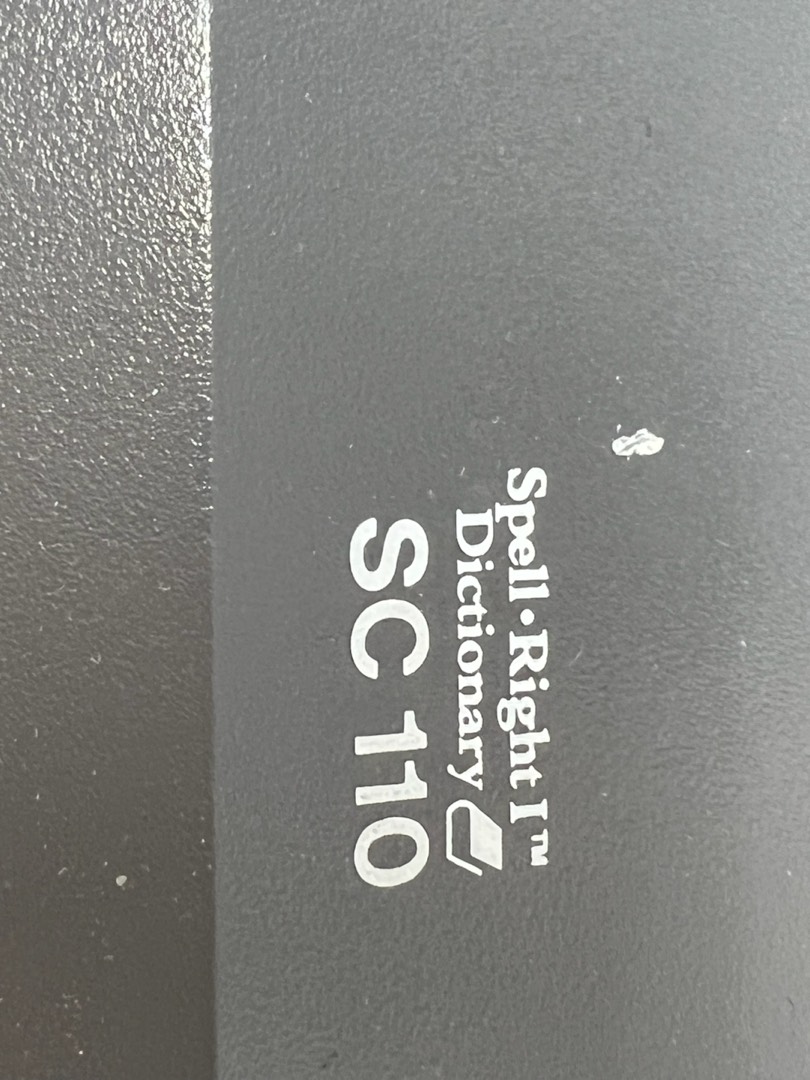 Spell·Right I™
Dictionary
SC 110